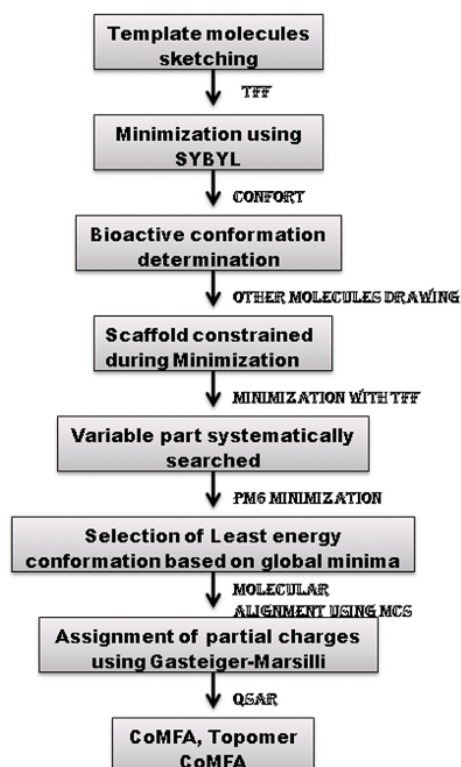 Template molecules
sketching
TFF
Minimization using
SYBYL
CONFORT
Bioactive conformation
determination
OTHER MOLECULES DRAWING
Scaffold constrained
during Minimization
MINIMIZATION WITH TFF
Variable part systematically
searched
PM6 MINIMIZATION
Selection of Least energy
conformation based on global minima
MOLECULAR
ALIGNMENT USING MCS
Assignment of partial charges
using Gasteiger-Marsilli
QSAR
CoMFA, Topomer
CoMFA